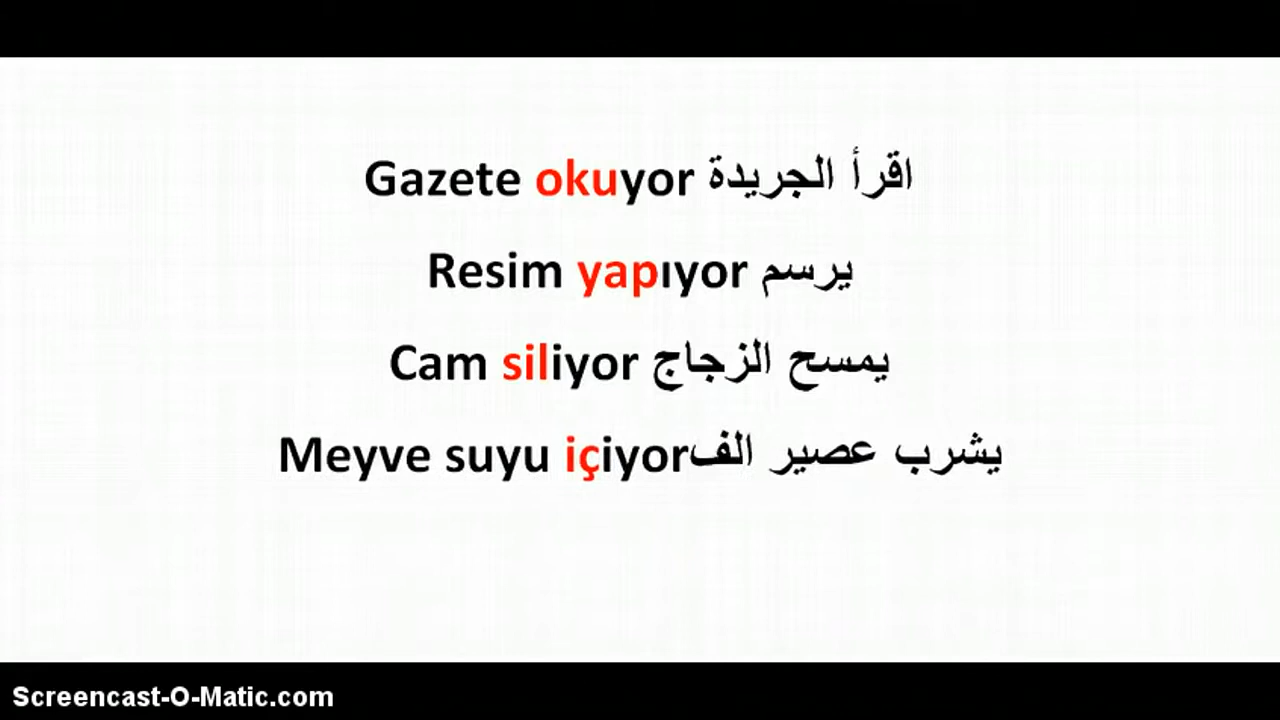 Gazete okuyor اقرأ الجريدة
Resim yapıyor يرسم
Cam siliyor يمسح الزجاج
Meyve suyu içiyorيشرب عصير الف
Screencast-O-Matic.com